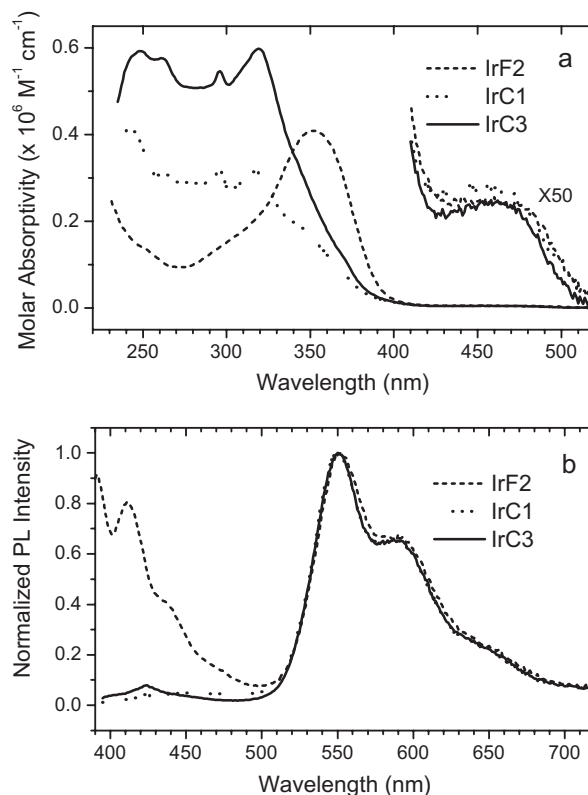 a
0.6
0.4
0.2
0.0
Molar Absorptivity (x 10⁶ M⁻¹ cm⁻¹)
IrF2
IrC1
IrC3
X50
250 300 350 400 450 500
Wavelength (nm)
b
1.0
0.8
0.6
0.4
0.2
0.0
Normalized PL Intensity
IrF2
IrC1
IrC3
400 450 500 550 600 650 700
Wavelength (nm)